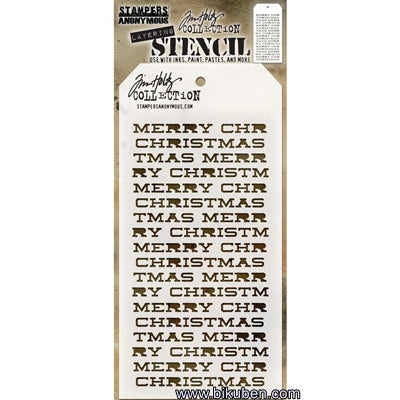 STAMPERS ANONYMOUS
Tim Holtz COLLECTION
LAYERING
STENCIL
USE WITH INKS, PAINT, PASTES, AND MORE
Tim Holtz
COLLECTION
STAMPERSANONYMOUS.COM
MERRY CHR
CHRISTMAS
TMAS MERR
RY CHRISTM
MERRY CHR
CHRISTMAS
TMAS MERR
RY CHRISTM
MERRY CHR
CHRISTMAS
TMAS MERR
RY CHRISTM
MERRY CHR
CHRISTMAS
TMAS MERR
RY CHRISTM
MERRY CHR
CHRISTMAS
www.bikuben.com